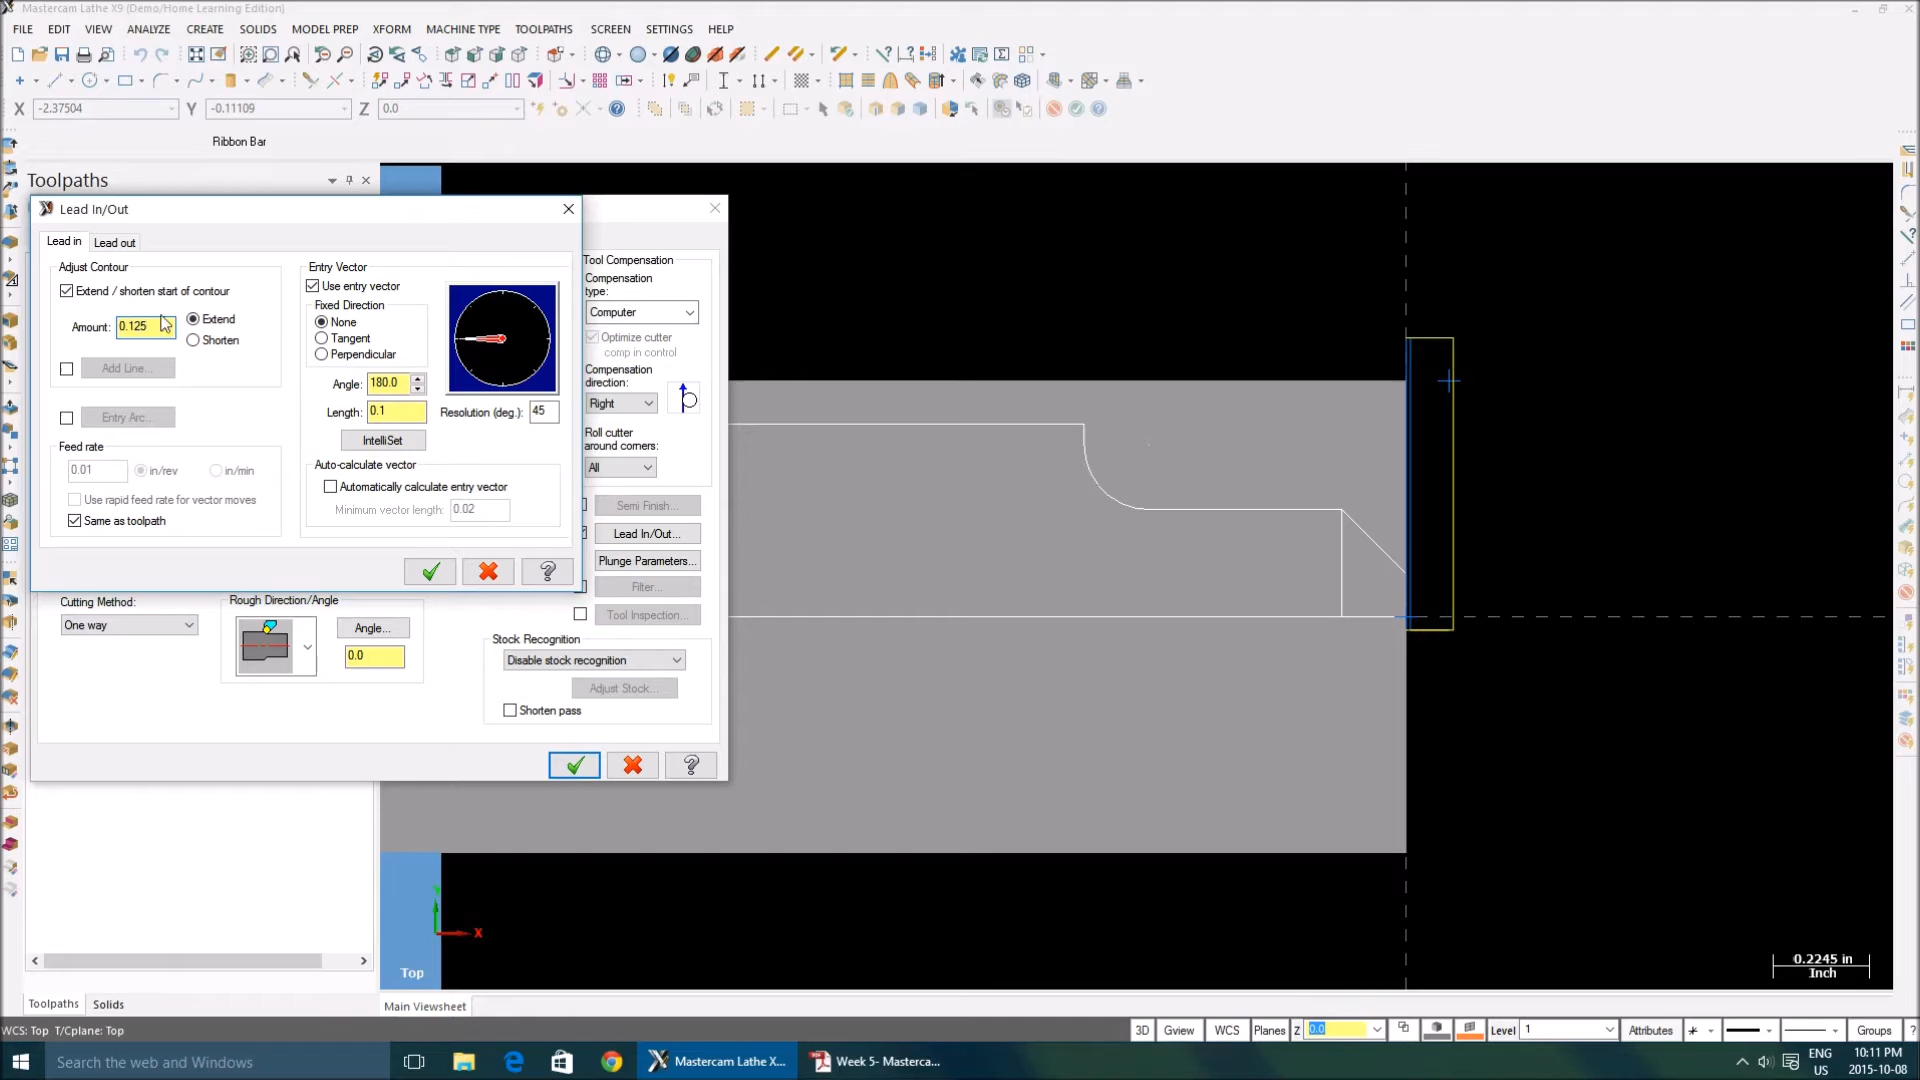 Mastercam Lathe X9 (Demo/Home Learning Edition)
FILE EDIT VIEW ANALYZE CREATE SOLIDS MODEL PREP XFORM MACHINE TYPE TOOLPATHS SCREEN SETTINGS HELP
X -2.37504 Y -0.11109 Z 0.0
Ribbon Bar
Toolpaths
Lead In/Out
Lead in Lead out
Adjust Contour
Extend / shorten start of contour
Amount: 0.125
Extend
Shorten
Add Line...
Entry Arc...
Feed rate
0.01 in/rev in/min
Use rapid feed rate for vector moves
Same as toolpath
Entry Vector
Use entry vector
Fixed Direction
None
Tangent
Perpendicular
Angle: 180.0
Length: 0.1
Resolution (deg.): 45
IntelliSet
Auto-calculate vector
Automatically calculate entry vector
Minimum vector length: 0.02
Tool Compensation
Compensation
type:
Computer
Optimize cutter
comp in control
Compensation
direction:
Right
Roll cutter
around corners:
All
Semi Finish...
Lead In/Out...
Plunge Parameters...
Filter...
Tool Inspection...
Cutting Method:
One way
Rough Direction/Angle
Angle...
0.0
Stock Recognition
Disable stock recognition
Adjust Stock...
Shorten pass
Y
X
Top
0.2245 in
Inch
Toolpaths Solids
Main Viewsheet
WCS: Top T/Cplane: Top
3D Gview WCS Planes Z 0.0 Level 1 Attributes Groups ?
Search the web and Windows
Mastercam Lathe X...
Week 5- Masterca...
ENG
US
10:11 PM
2015-10-08